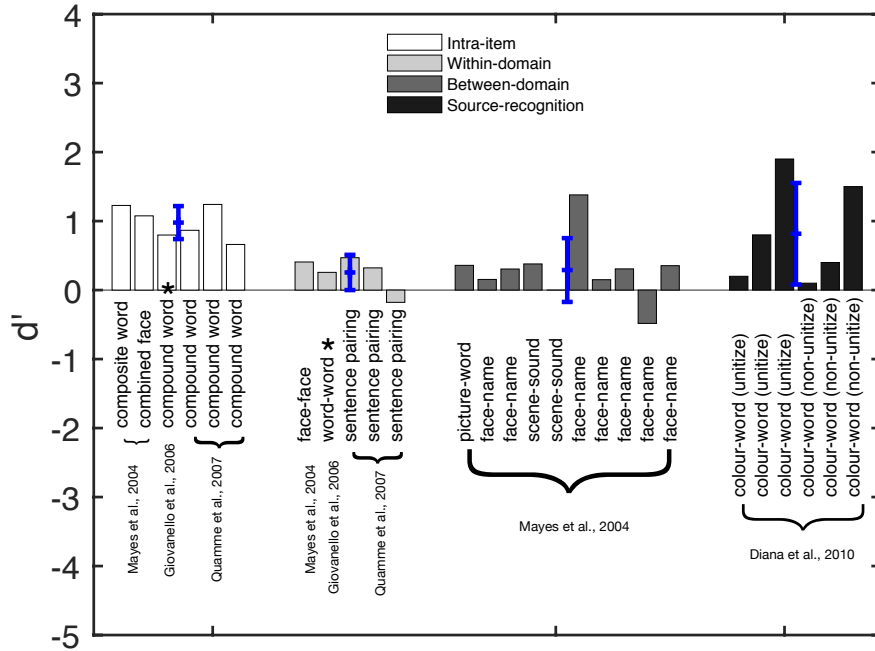 4
3
2
1
0
-1
-2
-3
-4
-5
d'
Intra-item
Within-domain
Between-domain
Source-recognition
composite word
combined face
compound word *
compound word
compound word
compound word
Mayes et al., 2004
Giovanello et al., 2006
Quamme et al., 2007
face-face
word-word *
sentence pairing
sentence pairing
sentence pairing
Mayes et al., 2004
Giovanello et al., 2006
Quamme et al., 2007
picture-word
face-name
face-name
scene-sound
scene-sound
face-name
face-name
face-name
face-name
face-name
Mayes et al., 2004
colour-word (unitize)
colour-word (unitize)
colour-word (unitize)
colour-word (non-unitize)
colour-word (non-unitize)
colour-word (non-unitize)
Diana et al., 2010